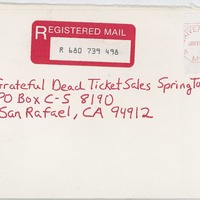 REGISTERED MAIL
R 680 739 498
Grateful Dead Ticket Sales Spring To
PO Box C-S 8190
San Rafael, CA 94912